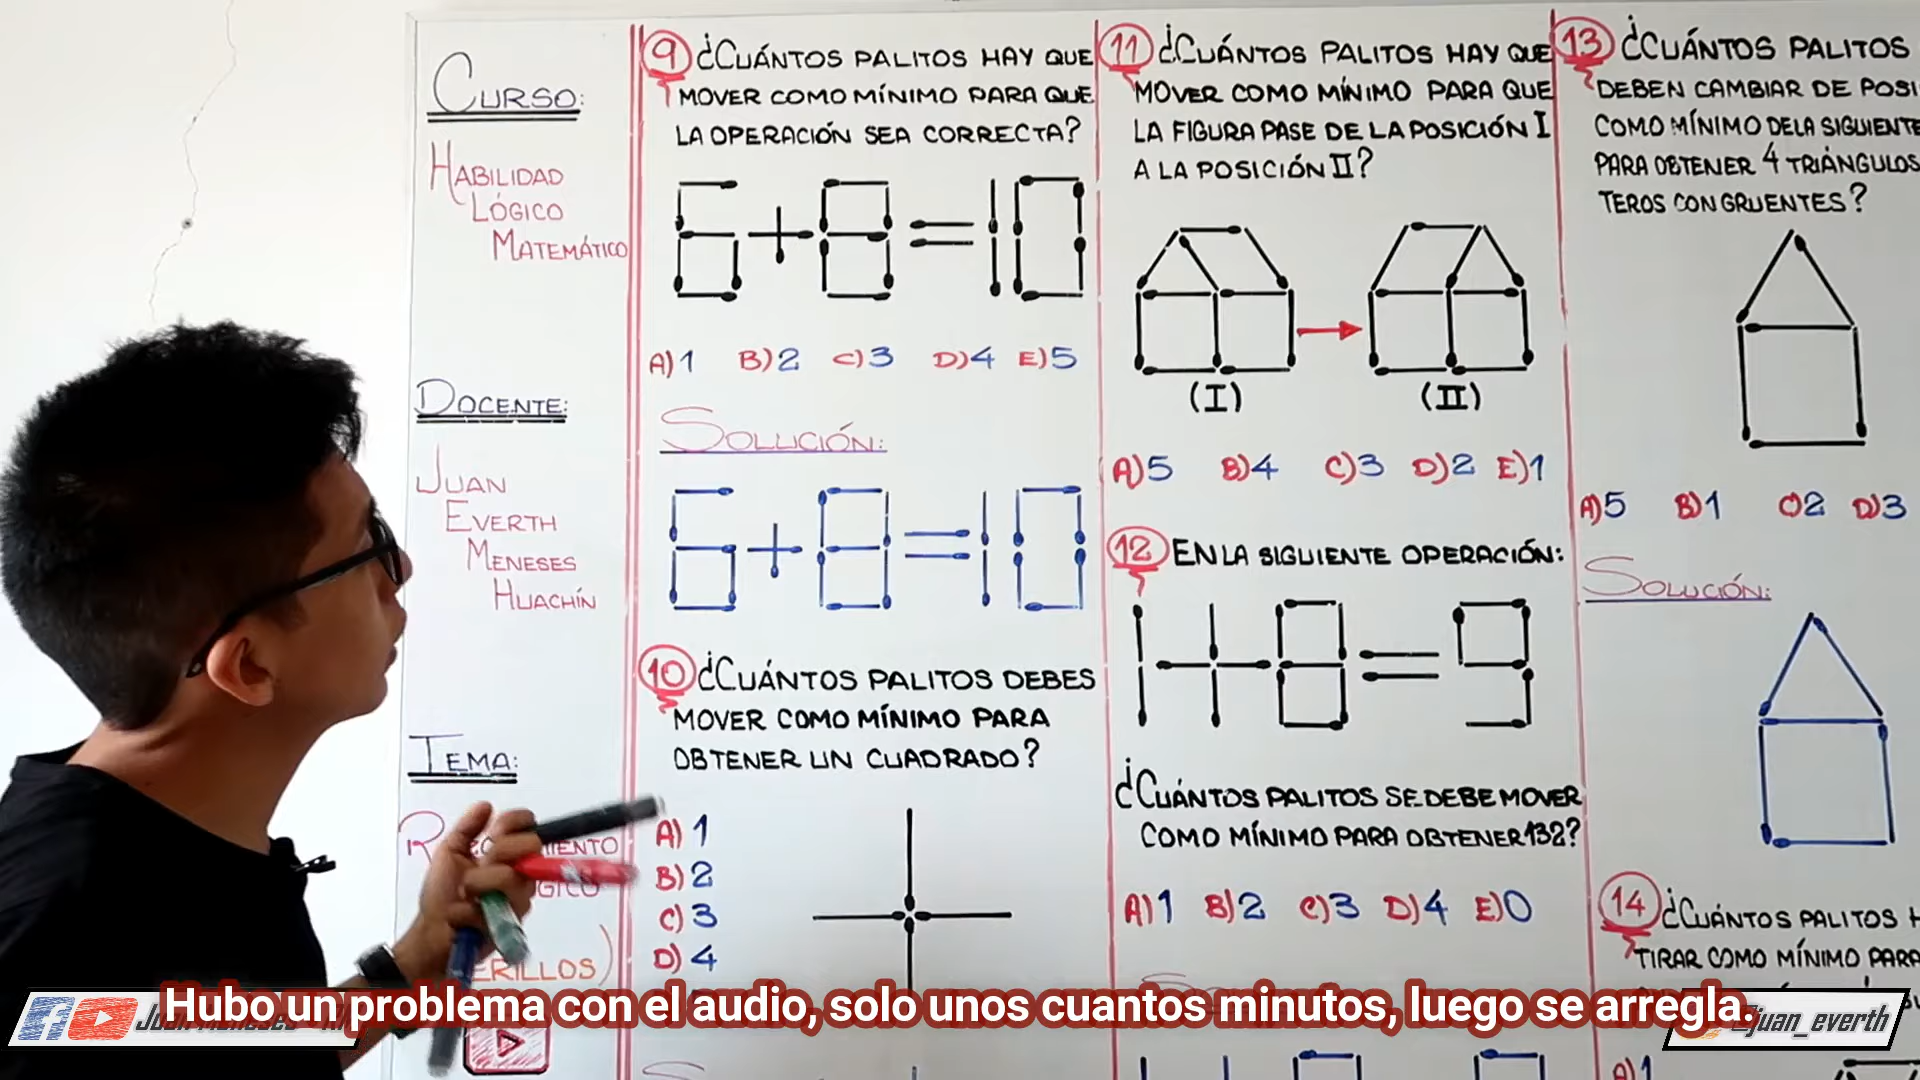 CURSO:
HABILIDAD
LÓGICO
MATEMÁTICO
DOCENTE:
JUAN
EVERTH
MENESES
HUACHÍN
TEMA:
9 ¿CUÁNTOS PALITOS HAY QUE
MOVER COMO MÍNIMO PARA QUE
LA OPERACIÓN SEA CORRECTA?
6+8=10
A)1 B)2 C)3 D)4 E)5
SOLUCIÓN:
6+8=10
10 ¿CUÁNTOS PALITOS DEBES
MOVER COMO MÍNIMO PARA
OBTENER UN CUADRADO?
A) 1
B) 2
C) 3
D) 4
11 ¿CUÁNTOS PALITOS HAY QUE
MOVER COMO MÍNIMO PARA QUE
LA FIGURA PASE DE LA POSICIÓN I
A LA POSICIÓN II?
(I) (II)
A)5 B)4 C)3 D)2 E)1
12 EN LA SIGUIENTE OPERACIÓN:
1+8=9
¿CUÁNTOS PALITOS SE DEBE MOVER
COMO MÍNIMO PARA OBTENER 132?
A)1 B)2 C)3 D)4 E)0
13 ¿CUÁNTOS PALITOS
DEBEN CAMBIAR DE POSI
COMO MÍNIMO DE LA SIGUIENTE
PARA OBTENER 4 TRIÁNGULOS
TEROS CONGRUENTES?
A)5 B)1 C)2 D)3
SOLUCIÓN:
14 ¿CUÁNTOS PALITOS H
TIRAR COMO MÍNIMO PARA
A)1
Hubo un problema con el audio, solo unos cuantos minutos, luego se arregla.
@juan_everth